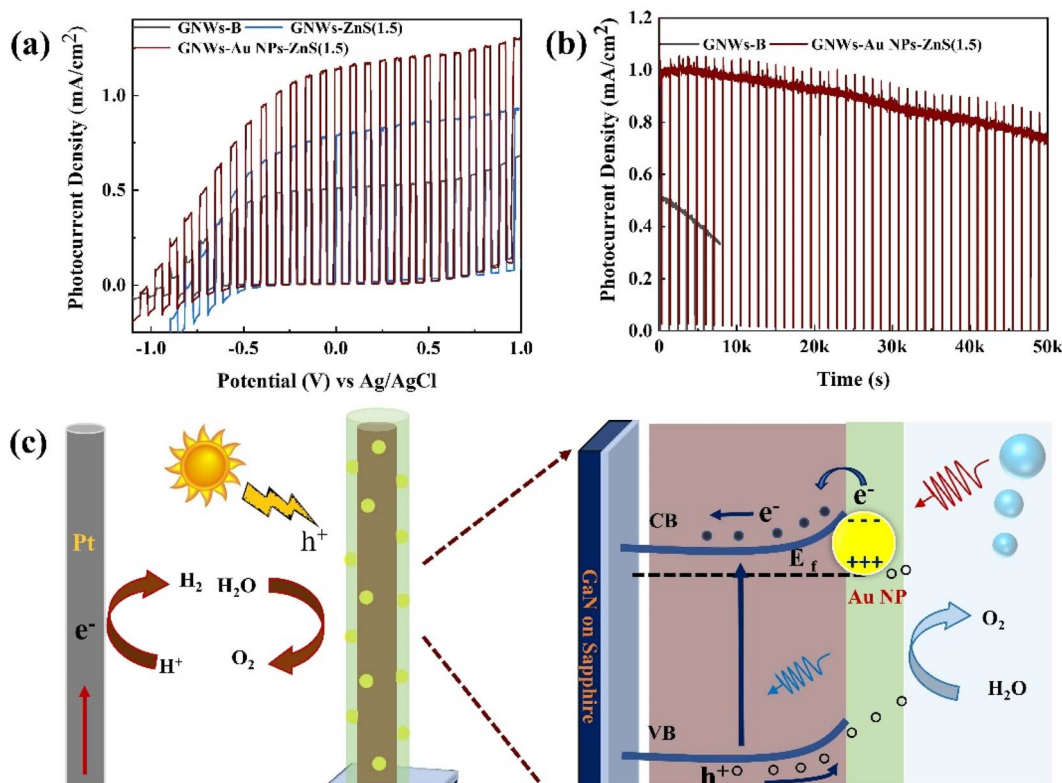 (a)
GNWs-B
GNWs-ZnS(1.5)
GNWs-Au NPs-ZnS(1.5)
Photocurrent Density (mA/cm²)
1.0
0.5
0.0
-1.0 -0.5 0.0 0.5 1.0
Potential (V) vs Ag/AgCl
(b)
GNWs-B
GNWs-Au NPs-ZnS(1.5)
Photocurrent Density (mA/cm²)
1.2
1.0
0.8
0.6
0.4
0.2
0.0
0 10k 20k 30k 40k 50k
Time (s)
(c)
Pt
e⁻
H₂
H⁺
H₂O
O₂
h⁺
GaN on Sapphire
CB
e⁻
e⁻
- - -
+++
E f
Au NP
O₂
H₂O
VB
h⁺